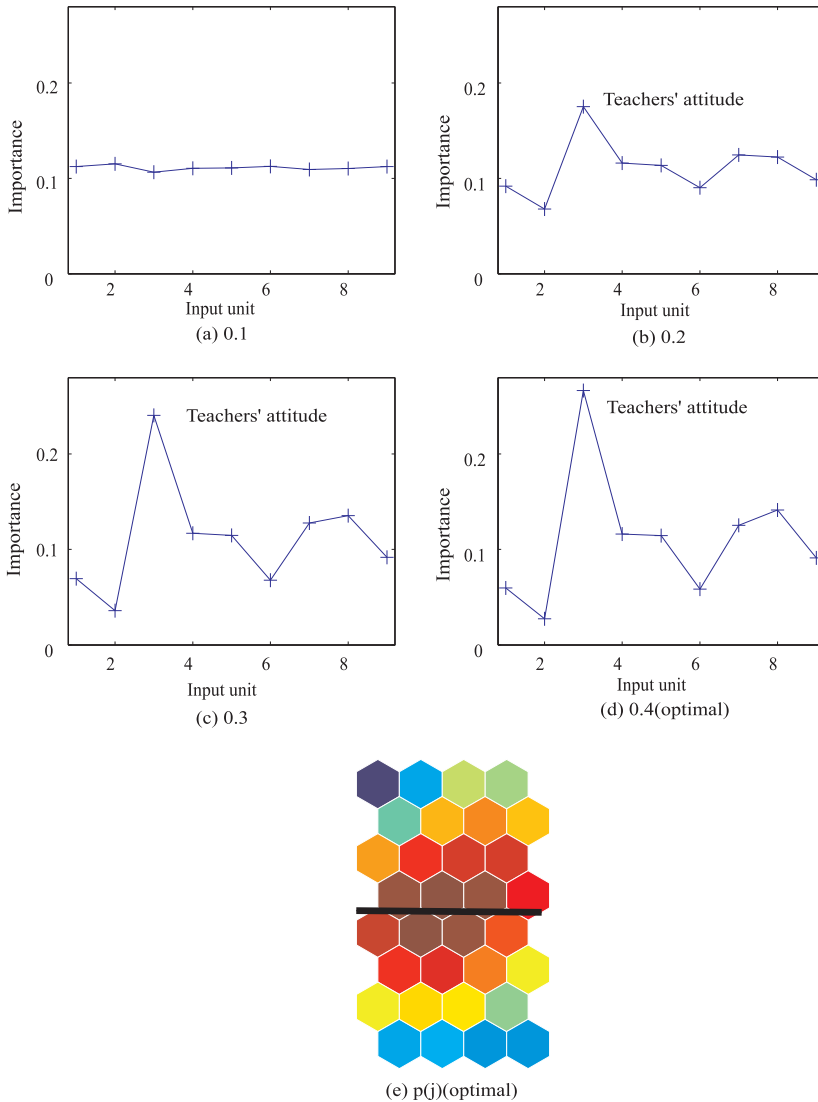 0.2
0.1
0
Importance
2
4
6
8
Input unit
(a) 0.1
0.2
0.1
0
Importance
Teachers' attitude
2
4
6
8
Input unit
(b) 0.2
0.2
0.1
0
Importance
Teachers' attitude
2
4
6
8
Input unit
(c) 0.3
0.2
0.1
0
Importance
Teachers' attitude
2
4
6
8
Input unit
(d) 0.4(optimal)
(e) p(j)(optimal)